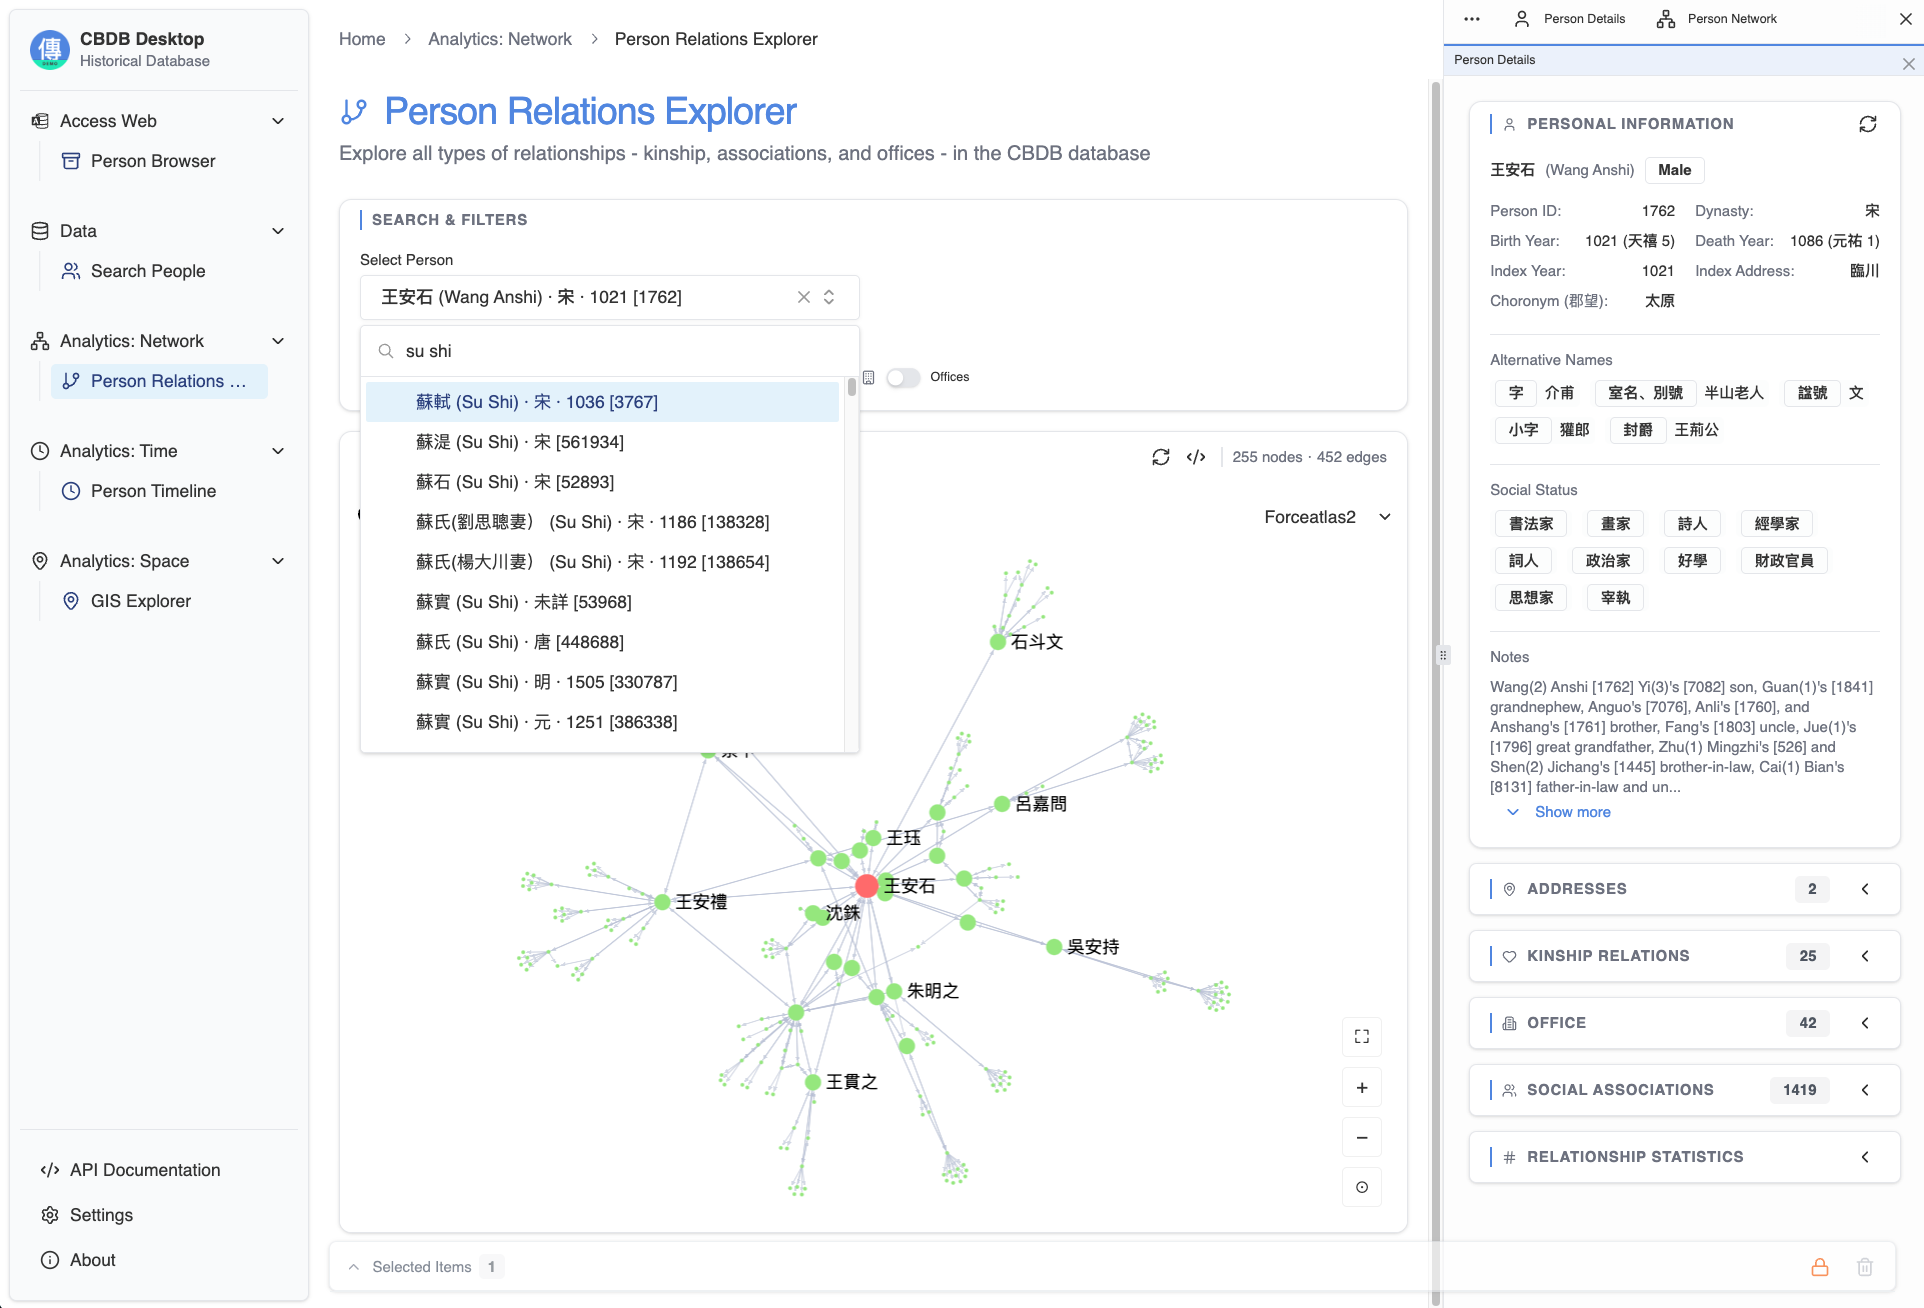 傳
DEMO
CBDB Desktop
Historical Database
Access Web
Person Browser
Data
Search People
Analytics: Network
Person Relations …
Analytics: Time
Person Timeline
Analytics: Space
GIS Explorer
API Documentation
Settings
About
Home > Analytics: Network > Person Relations Explorer
Person Relations Explorer
Explore all types of relationships - kinship, associations, and offices - in the CBDB database
SEARCH & FILTERS
Select Person
王安石 (Wang Anshi) · 宋 · 1021 [1762]
su shi
蘇軾 (Su Shi) · 宋 · 1036 [3767]
蘇湜 (Su Shi) · 宋 [561934]
蘇石 (Su Shi) · 宋 [52893]
蘇氏(劉思聰妻） (Su Shi) · 宋 · 1186 [138328]
蘇氏(楊大川妻） (Su Shi) · 宋 · 1192 [138654]
蘇實 (Su Shi) · 未詳 [53968]
蘇氏 (Su Shi) · 唐 [448688]
蘇實 (Su Shi) · 明 · 1505 [330787]
蘇實 (Su Shi) · 元 · 1251 [386338]
Offices
255 nodes · 452 edges
Forceatlas2
石斗文
呂嘉問
王珏
王安石
王安禮
沈銖
吳安持
朱明之
王貫之
Selected Items 1
Person Details
Person Network
Person Details
PERSONAL INFORMATION
王安石 (Wang Anshi) Male
Person ID: 1762 Dynasty: 宋
Birth Year: 1021 (天禧 5) Death Year: 1086 (元祐 1)
Index Year: 1021 Index Address: 臨川
Choronym (郡望): 太原
Alternative Names
字 介甫 室名、別號 半山老人 諡號 文
小字 獾郎 封爵 王荊公
Social Status
書法家 畫家 詩人 經學家
詞人 政治家 好學 財政官員
思想家 宰執
Notes
Wang(2) Anshi [1762] Yi(3)'s [7082] son, Guan(1)'s [1841]
grandnephew, Anguo's [7076], Anli's [1760], and
Anshang's [1761] brother, Fang's [1803] uncle, Jue(1)'s
[1796] great grandfather, Zhu(1) Mingzhi's [526] and
Shen(2) Jichang's [1445] brother-in-law, Cai(1) Bian's
[8131] father-in-law and un...
Show more
ADDRESSES 2
KINSHIP RELATIONS 25
OFFICE 42
SOCIAL ASSOCIATIONS 1419
RELATIONSHIP STATISTICS